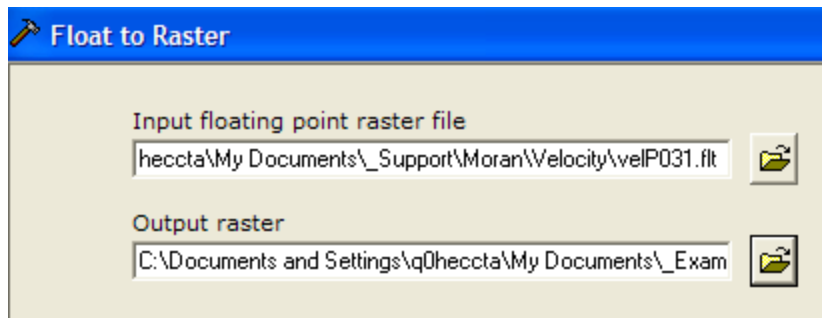 Float to Raster
Input floating point raster file
heccta\My Documents\_Support\Moran\Velocity\velP031.flt
Output raster
C:\Documents and Settings\q0heccta\My Documents\_Exam